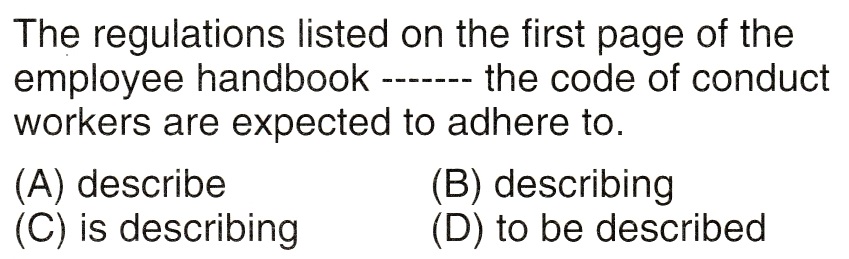 The regulations listed on the first page of the
employee handbook ------- the code of conduct
workers are expected to adhere to.
(A) describe (B) describing
(C) is describing (D) to be described